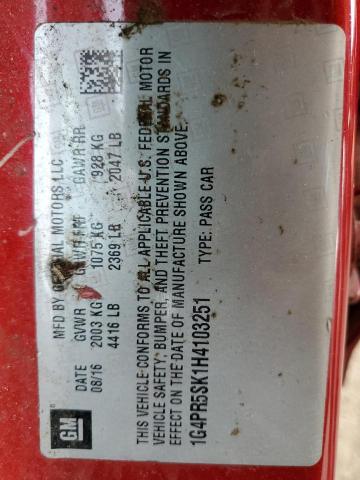 MFD BY GENERAL MOTORS LLC
DATE GVWR GAWR FRT GAWR RR
08/16 2003 KG 1075 KG 928 KG
4416 LB 2369 LB 2047 LB
THIS VEHICLE CONFORMS TO ALL APPLICABLE U.S. FEDERAL MOTOR
VEHICLE SAFETY, BUMPER, AND THEFT PREVENTION STANDARDS IN
EFFECT ON THE DATE OF MANUFACTURE SHOWN ABOVE.
1G4PR5SK1H4103251 TYPE: PASS CAR
GM